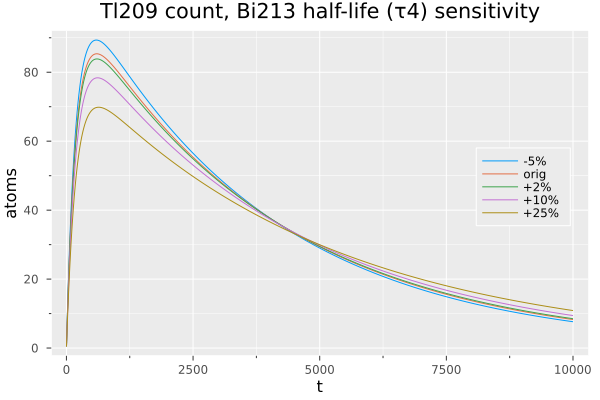 Tl209 count, Bi213 half-life (τ4) sensitivity
atoms
80
60
40
20
0
-5%
orig
+2%
+10%
+25%
0 2500 5000 7500 10000
t